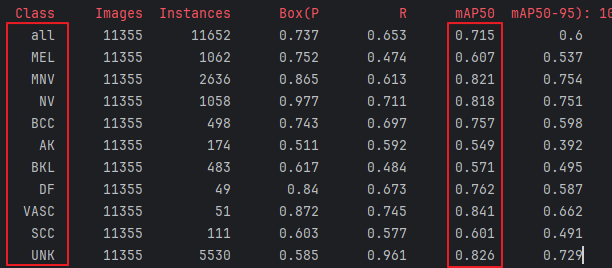 Class Images Instances Box(P R mAP50 mAP50-95): 10
all 11355 11652 0.737 0.653 0.715 0.6
MEL 11355 1062 0.752 0.474 0.607 0.537
MNV 11355 2636 0.865 0.613 0.821 0.754
NV 11355 1058 0.977 0.711 0.818 0.751
BCC 11355 498 0.743 0.697 0.757 0.598
AK 11355 174 0.511 0.592 0.549 0.392
BKL 11355 483 0.617 0.484 0.571 0.495
DF 11355 49 0.84 0.673 0.762 0.587
VASC 11355 51 0.872 0.745 0.841 0.662
SCC 11355 111 0.603 0.577 0.601 0.491
UNK 11355 5530 0.585 0.961 0.826 0.729